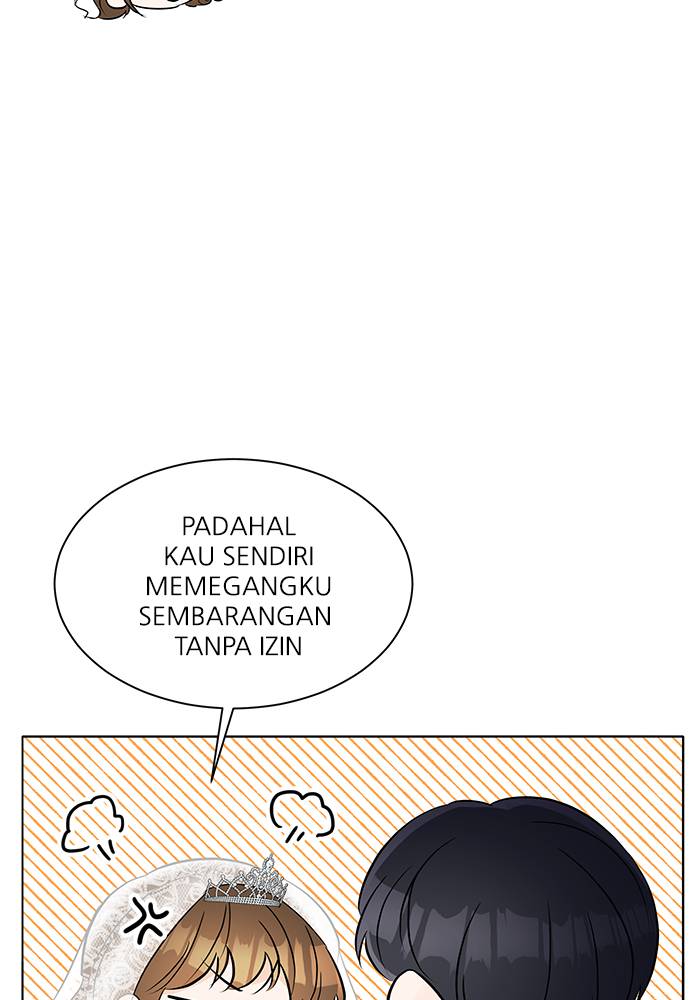 PADAHAL
KAU SENDIRI
MEMEGANGKU
SEMBARANGAN
TANPA IZIN